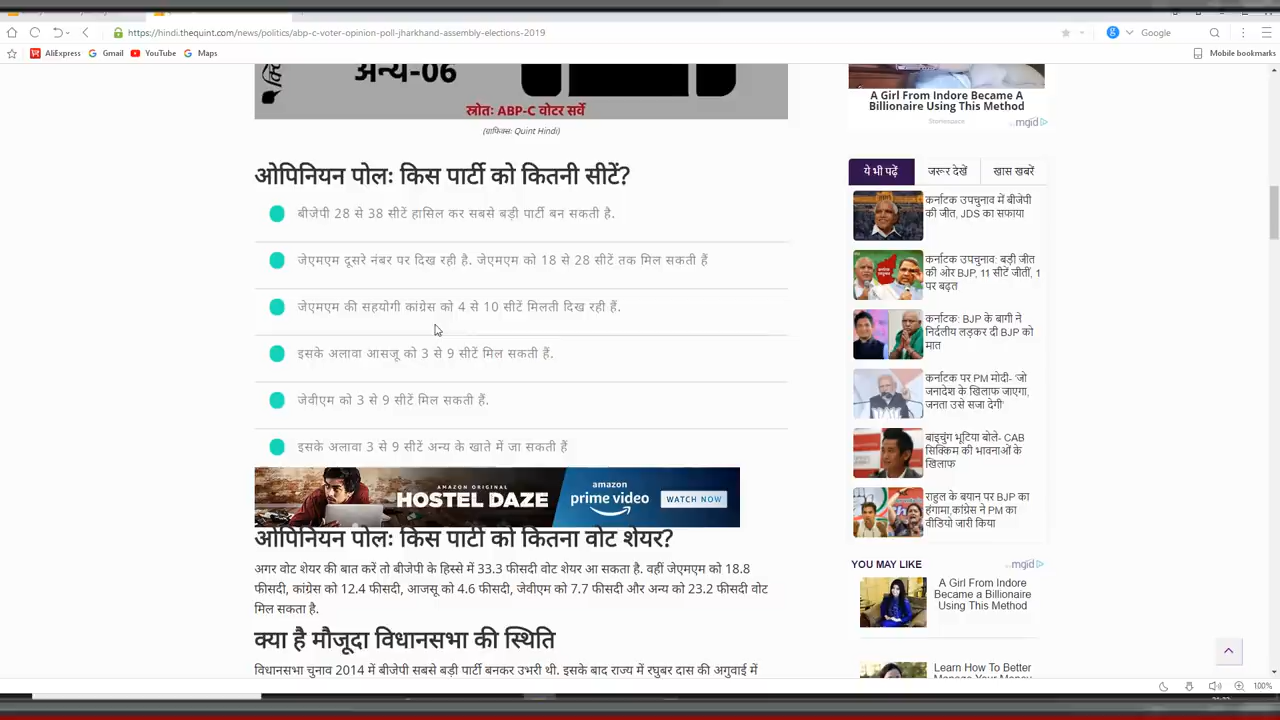 https://hindi.thequint.com/news/politics/abp-c-voter-opinion-poll-jharkhand-assembly-elections-2019
Google
AliExpress
Gmail
YouTube
Maps
Mobile bookmarks
अन्य-06
स्रोतः ABP-C वोटर सर्वे
(ग्राफिक्स: Quint Hindi)
ओपिनियन पोलः किस पार्टी को कितनी सीटें?
बीजेपी 28 से 38 सीटें हासिल कर सबसे बड़ी पार्टी बन सकती है.
जेएमएम दूसरे नंबर पर दिख रही है. जेएमएम को 18 से 28 सीटें तक मिल सकती हैं
जेएमएम की सहयोगी कांग्रेस को 4 से 10 सीटें मिलती दिख रही हैं.
इसके अलावा आसजू को 3 से 9 सीटें मिल सकती हैं.
जेवीएम को 3 से 9 सीटें मिल सकती हैं.
इसके अलावा 3 से 9 सीटें अन्य के खाते में जा सकती हैं
AMAZON ORIGINAL
HOSTEL DAZE
amazon
prime video
WATCH NOW
ओपिनियन पोलः किस पार्टी को कितना वोट शेयर?
अगर वोट शेयर की बात करें तो बीजेपी के हिस्से में 33.3 फीसदी वोट शेयर आ सकता है. वहीं जेएमएम को 18.8
फीसदी, कांग्रेस को 12.4 फीसदी, आजसू को 4.6 फीसदी, जेवीएम को 7.7 फीसदी और अन्य को 23.2 फीसदी वोट
मिल सकता है.
क्या है मौजूदा विधानसभा की स्थिति
विधानसभा चुनाव 2014 में बीजेपी सबसे बड़ी पार्टी बनकर उभरी थी. इसके बाद राज्य में रघुबर दास की अगुवाई में
A Girl From Indore Became A
Billionaire Using This Method
mgid
ये भी पढ़ें
जरूर देखें
खास खबरें
कर्नाटक उपचुनाव में बीजेपी
की जीत, JDS का सफाया
कर्नाटक उपचुनाव: बड़ी जीत
की ओर BJP, 11 सीटें जीतीं, 1
पर बढ़त
कर्नाटक: BJP के बागी ने
निर्दलीय लड़कर दी BJP को
मात
कर्नाटक पर PM मोदी- 'जो
जनादेश के खिलाफ जाएगा,
जनता उसे सजा देगी'
बाइचुंग भूटिया बोले- CAB
सिक्किम की भावनाओं के
खिलाफ
राहुल के बयान पर BJP का
हंगामा,कांग्रेस ने PM का
वीडियो जारी किया
YOU MAY LIKE
mgid
A Girl From Indore
Became a Billionaire
Using This Method
Learn How To Better
100%